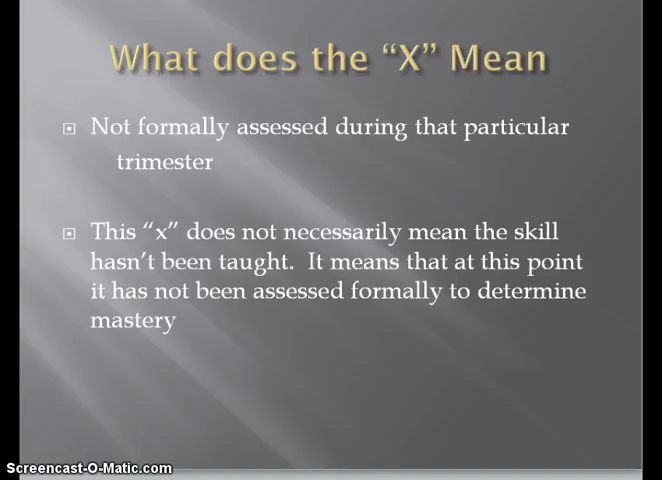 What does the “X” Mean
Not formally assessed during that particular
trimester
This “x” does not necessarily mean the skill
hasn’t been taught.  It means that at this point
it has not been assessed formally to determine
mastery
Screencast-O-Matic.com